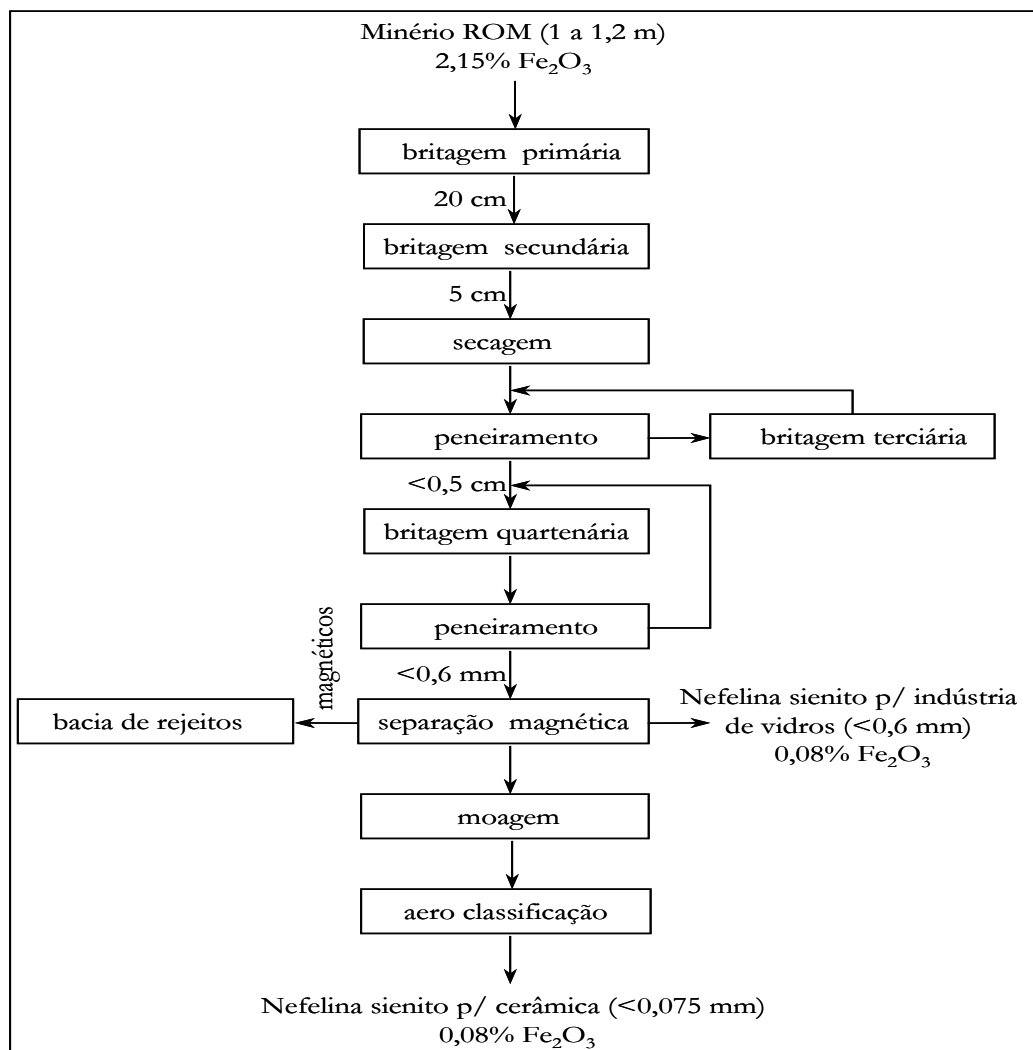 Minério ROM (1 a 1,2 m)
2,15% Fe₂O₃
britagem primária
20 cm
britagem secundária
5 cm
secagem
peneiramento
britagem terciária
<0,5 cm
britagem quartenária
peneiramento
magnéticos
<0,6 mm
bacia de rejeitos
separação magnética
Nefelina sienito p/ indústria
de vidros (<0,6 mm)
0,08% Fe₂O₃
moagem
aero classificação
Nefelina sienito p/ cerâmica (<0,075 mm)
0,08% Fe₂O₃